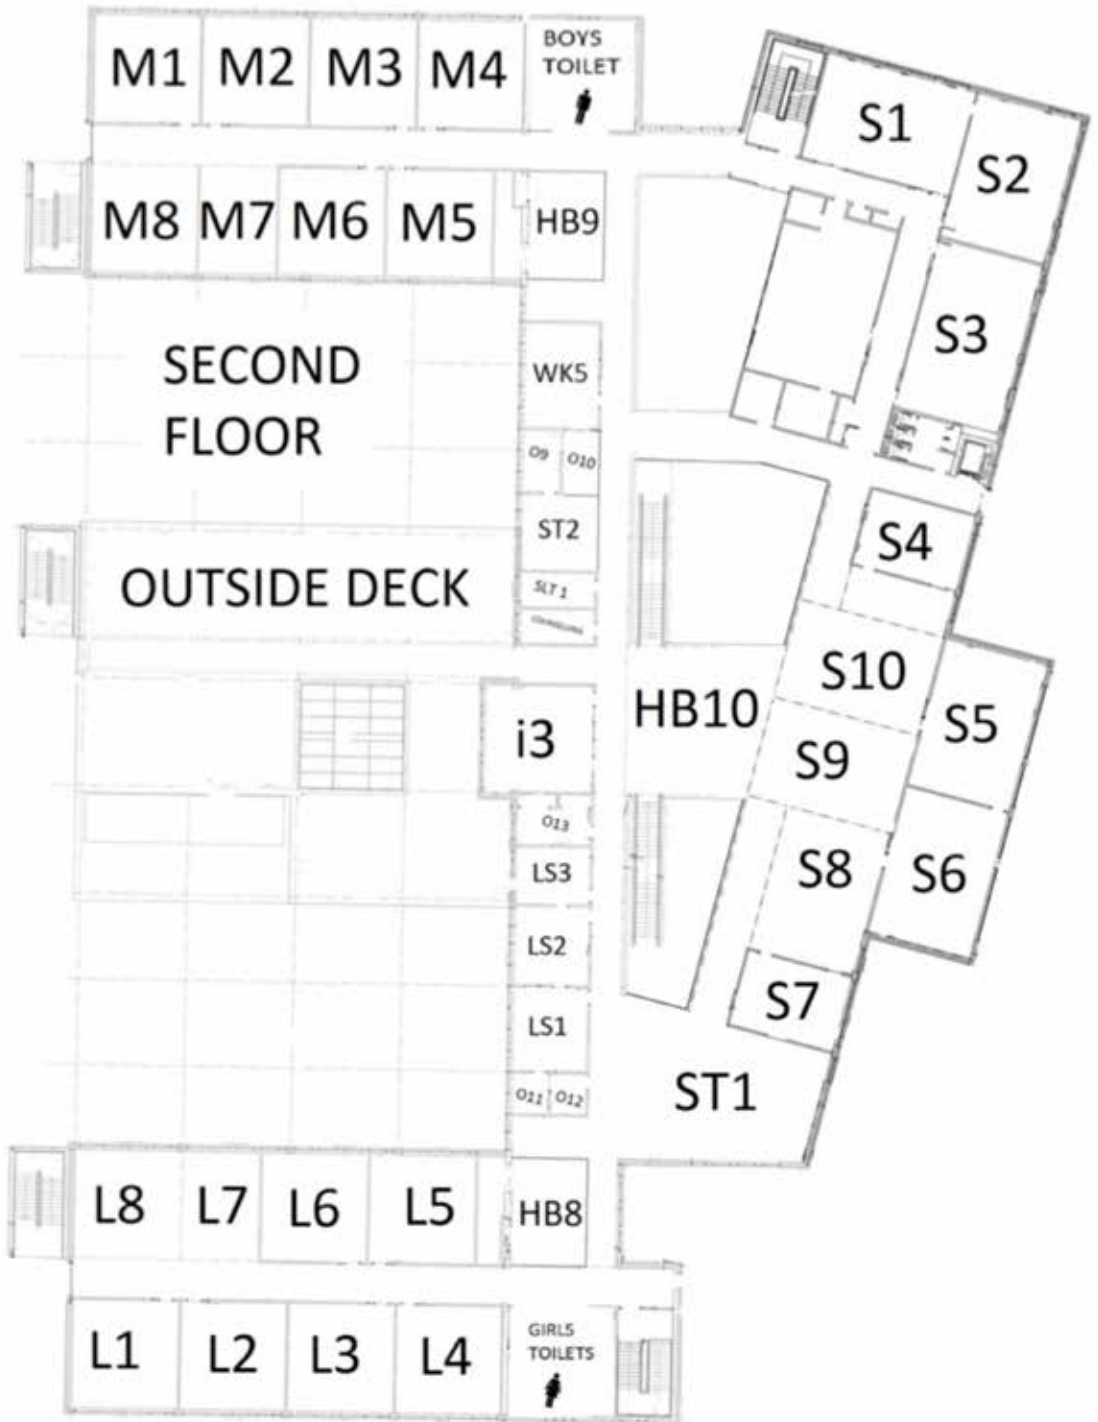 M1 M2 M3 M4
BOYS
TOILET
S1
S2
M8 M7 M6 M5 HB9
S3
SECOND
FLOOR
WK5
O9 O10
ST2
S4
OUTSIDE DECK
SLT 1
S10
HB10
S5
i3
S9
O13
LS3
S8
S6
LS2
S7
LS1
O11 O12
ST1
L8 L7 L6 L5 HB8
L1 L2 L3 L4
GIRLS
TOILETS